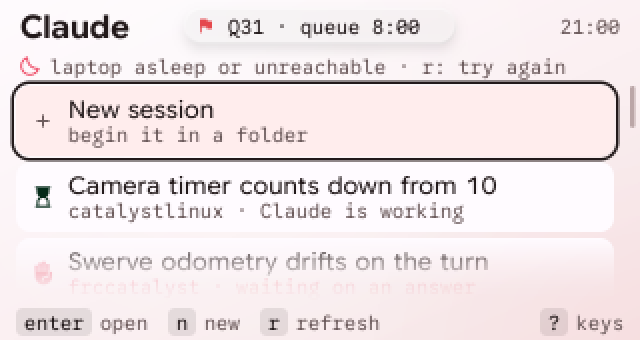 Claude
Q31 · queue 8:00
21:00
laptop asleep or unreachable · r: try again
+ New session
begin it in a folder
Camera timer counts down from 10
catalystlinux · Claude is working
Swerve odometry drifts on the turn
frccatalyst · waiting on an answer
enter open n new r refresh ? keys